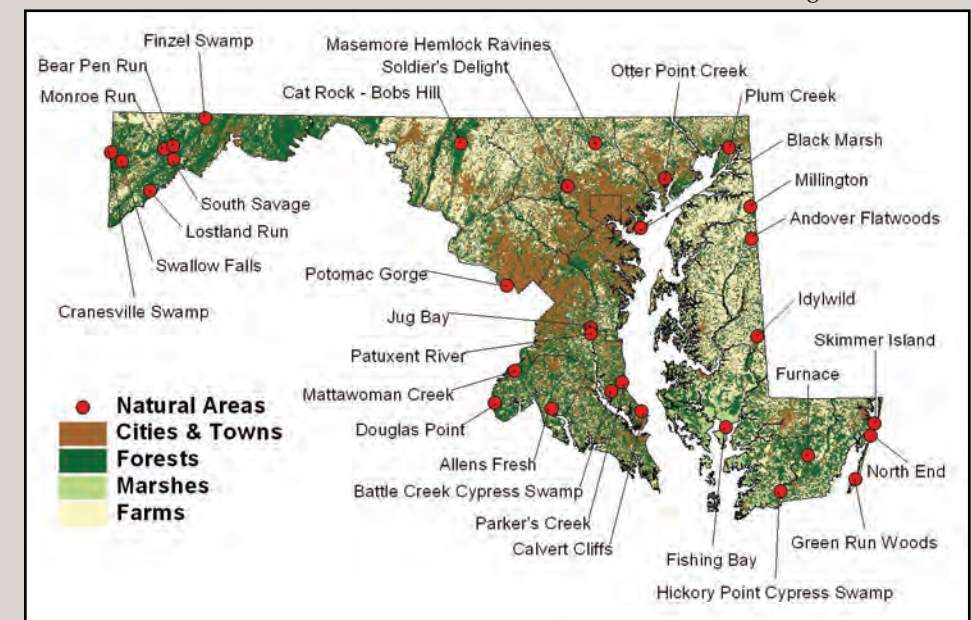 Finzel Swamp
Masemore Hemlock Ravines
Bear Pen Run
Soldier's Delight
Otter Point Creek
Monroe Run
Cat Rock - Bobs Hill
Plum Creek
Black Marsh
Millington
South Savage
Andover Flatwoods
Lostland Run
Swallow Falls
Potomac Gorge
Cranesville Swamp
Idylwild
Jug Bay
Skimmer Island
Patuxent River
Furnace
Mattawoman Creek
Natural Areas
Cities & Towns
Forests
Marshes
Farms
Douglas Point
Allens Fresh
North End
Battle Creek Cypress Swamp
Parker's Creek
Calvert Cliffs
Green Run Woods
Fishing Bay
Hickory Point Cypress Swamp